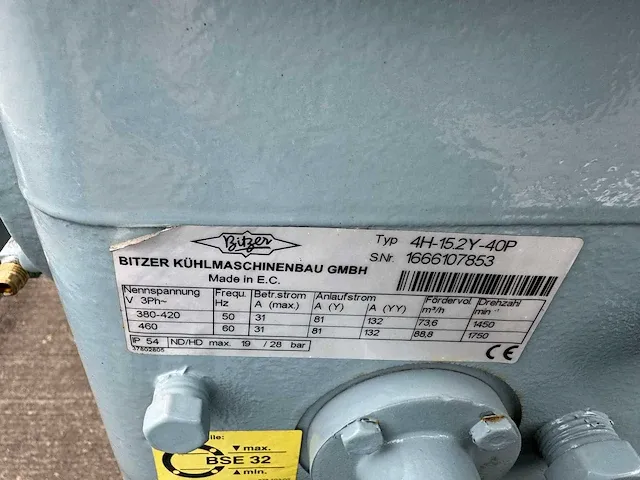 Bitzer
Typ 4H-15.2Y-40P
S.Nr. 1666107853
BITZER KÜHLMASCHINENBAU GMBH
Made in E.C.
Nennspannung Frequ. Betr.strom Anlaufstrom Fördervol. Drehzahl
V 3Ph~ Hz A (max.) A (Y) A (YY) m³/h min⁻¹
380-420 50 31 81 132 73,6 1450
460 60 31 81 132 88,8 1750
IP 54 ND/HD max. 19 / 28 bar
37802605
CE
max.
BSE 32
min.